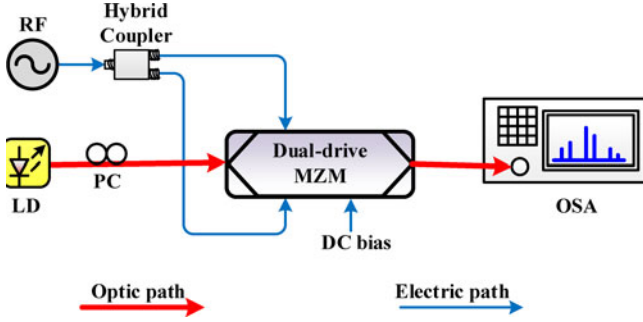 RF
Hybrid
Coupler
Dual-drive
MZM
PC
LD
DC bias
OSA
Optic path
Electric path